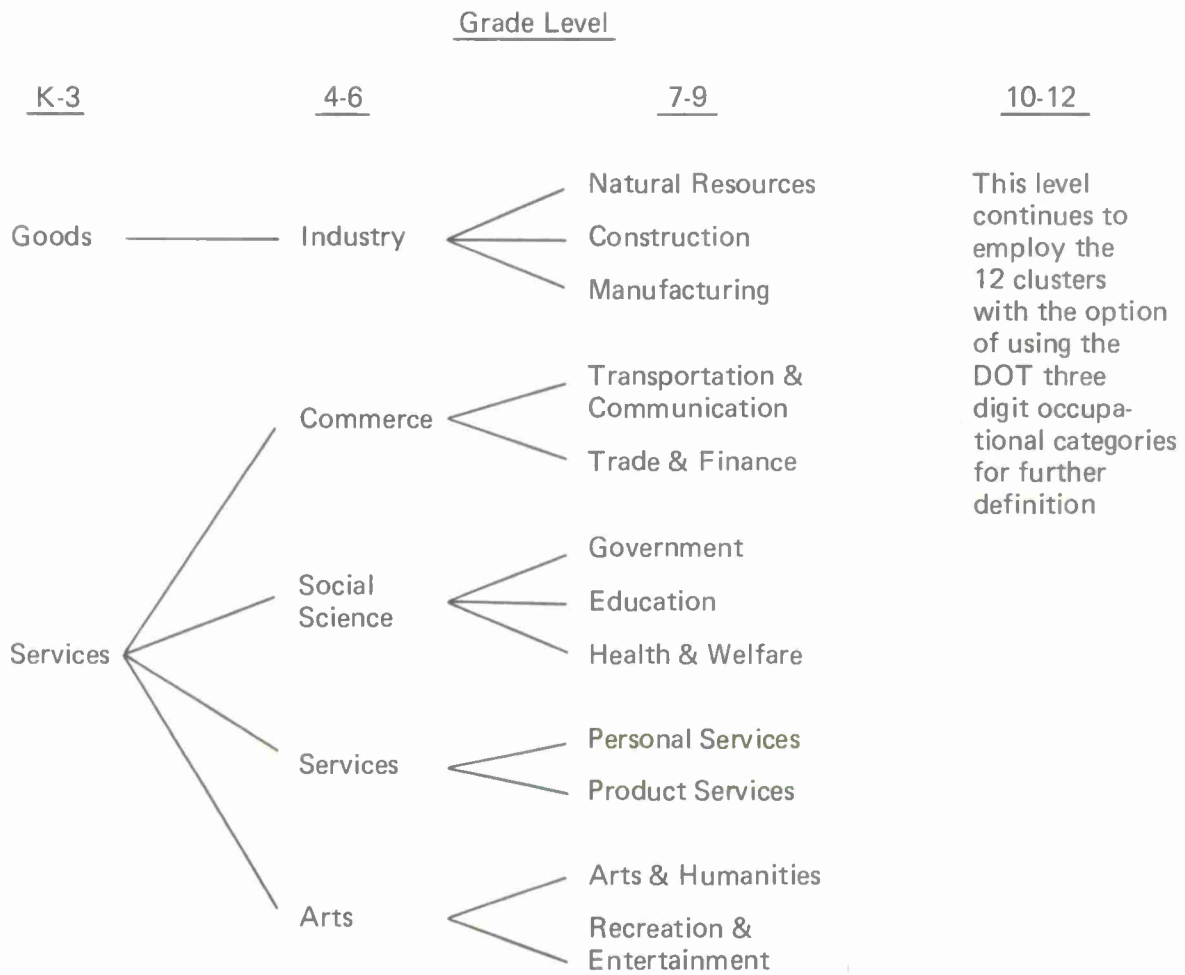 Grade Level
K-3
4-6
7-9
10-12
Goods
Industry
Natural Resources
Construction
Manufacturing
This level
continues to
employ the
12 clusters
with the option
of using the
DOT three
digit occupa-
tional categories
for further
definition
Services
Commerce
Transportation &
Communication
Trade & Finance
Social
Science
Government
Education
Health & Welfare
Services
Personal Services
Product Services
Arts
Arts & Humanities
Recreation &
Entertainment